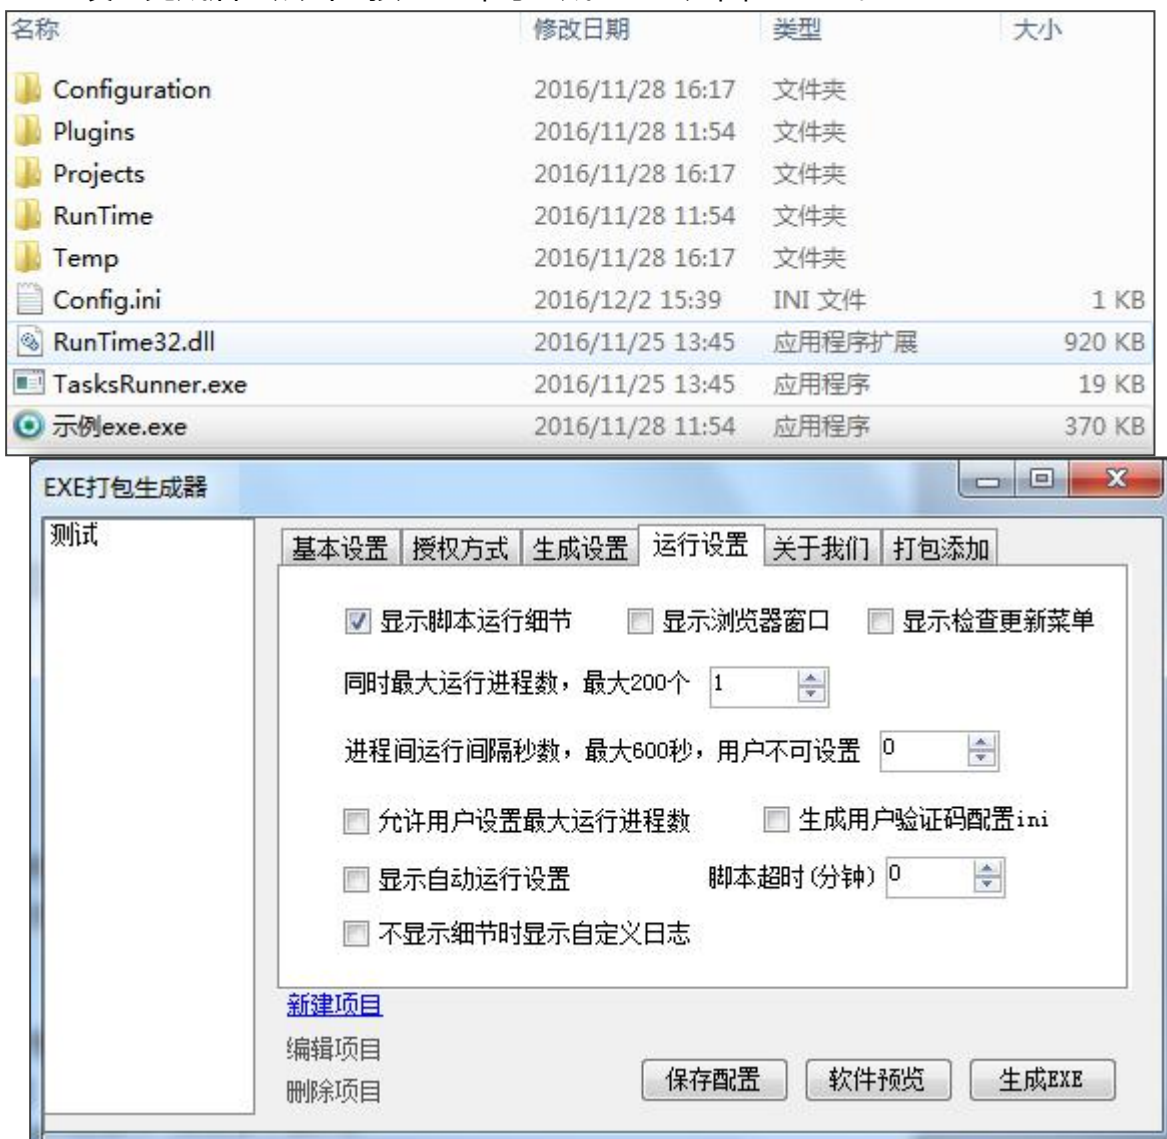 名称 修改日期 类型 大小
Configuration 2016/11/28 16:17 文件夹
Plugins 2016/11/28 11:54 文件夹
Projects 2016/11/28 16:17 文件夹
RunTime 2016/11/28 11:54 文件夹
Temp 2016/11/28 16:17 文件夹
Config.ini 2016/12/2 15:39 INI 文件 1 KB
RunTime32.dll 2016/11/25 13:45 应用程序扩展 920 KB
TasksRunner.exe 2016/11/25 13:45 应用程序 19 KB
示例exe.exe 2016/11/28 11:54 应用程序 370 KB
EXE打包生成器
测试
基本设置 授权方式 生成设置 运行设置 关于我们 打包添加
显示脚本运行细节 显示浏览器窗口 显示检查更新菜单
同时最大运行进程数，最大200个 1
进程间运行间隔秒数，最大600秒，用户不可设置 0
允许用户设置最大运行进程数 生成用户验证码配置ini
显示自动运行设置 脚本超时(分钟) 0
不显示细节时显示自定义日志
新建项目
编辑项目
删除项目
保存配置 软件预览 生成EXE